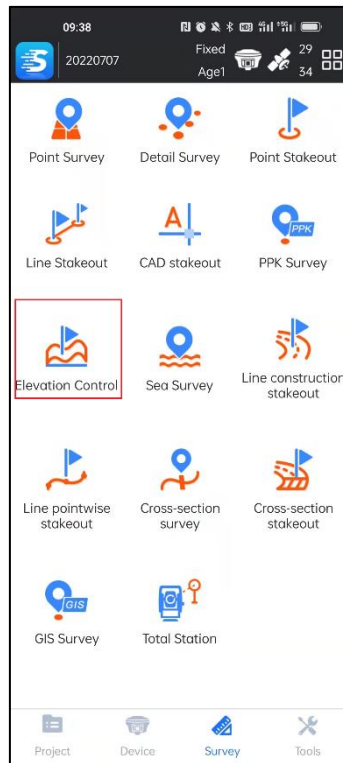 09:38
20220707
Fixed
Age1
29
34
Point Survey
Detail Survey
Point Stakeout
A
Line Stakeout
CAD stakeout
PPK
PPK Survey
Elevation Control
Sea Survey
Line construction
stakeout
Line pointwise
stakeout
Cross-section
survey
Cross-section
stakeout
GIS
GIS Survey
Total Station
Project
Device
Survey
Tools